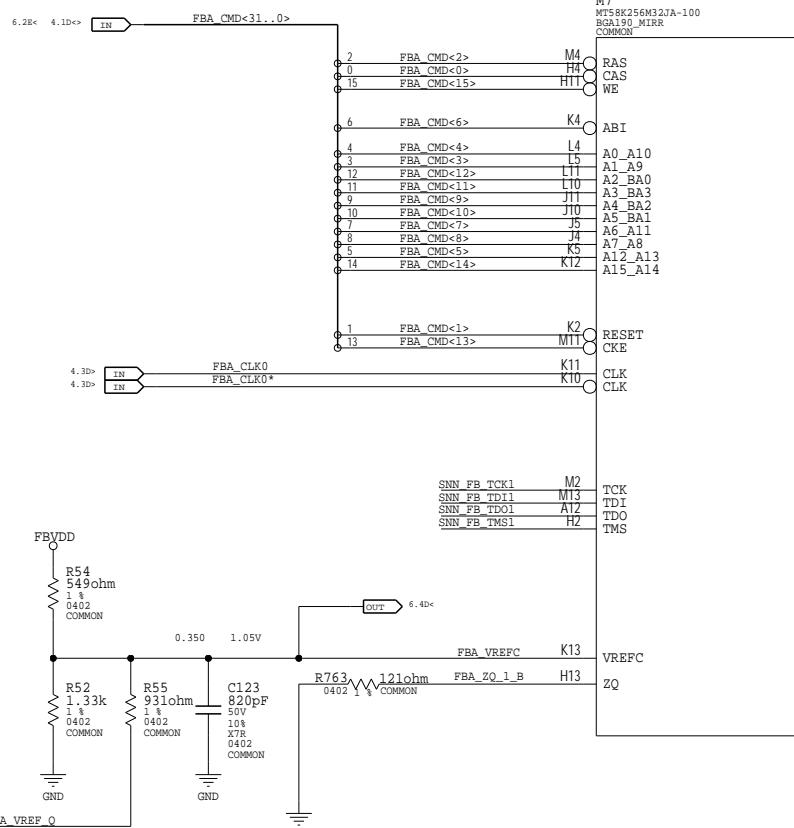 M7
MT58K256M32JA-100
BGA190_MIRR
COMMON
6.2E< 4.1D<> IN FBA_CMD<31..0>
2 FBA_CMD<2> M4 RAS
0 FBA_CMD<0> H4 CAS
15 FBA_CMD<15> H11 WE
6 FBA_CMD<6> K4 ABI
4 FBA_CMD<4> L4 A0_A10
3 FBA_CMD<3> L5 A1_A9
12 FBA_CMD<12> L11 A2_BA0
11 FBA_CMD<11> L10 A3_BA3
9 FBA_CMD<9> J11 A4_BA2
10 FBA_CMD<10> J10 A5_BA1
7 FBA_CMD<7> J5 A6_A11
8 FBA_CMD<8> J4 A7_A8
5 FBA_CMD<5> K5 A12_A13
14 FBA_CMD<14> K12 A15_A14
1 FBA_CMD<1> K2 RESET
13 FBA_CMD<13> M11 CKE
4.3D> IN FBA_CLK0 K11 CLK
4.3D> IN FBA_CLK0* K10 CLK
SNN_FB_TCK1 M2 TCK
SNN_FB_TDI1 M13 TDI
SNN_FB_TDO1 A12 TDO
SNN_FB_TMS1 H2 TMS
FBVDD
R54
549ohm
1 %
0402
COMMON
OUT 6.4D<
0.350 1.05V
FBA_VREFC K13 VREFC
R763 121ohm FBA_ZQ_1_B H13 ZQ
0402 1 % COMMON
R52
1.33k
1 %
0402
COMMON
R55
931ohm
1 %
0402
COMMON
C123
820pF
50V
10%
X7R
0402
COMMON
GND
GND
A_VREF_Q